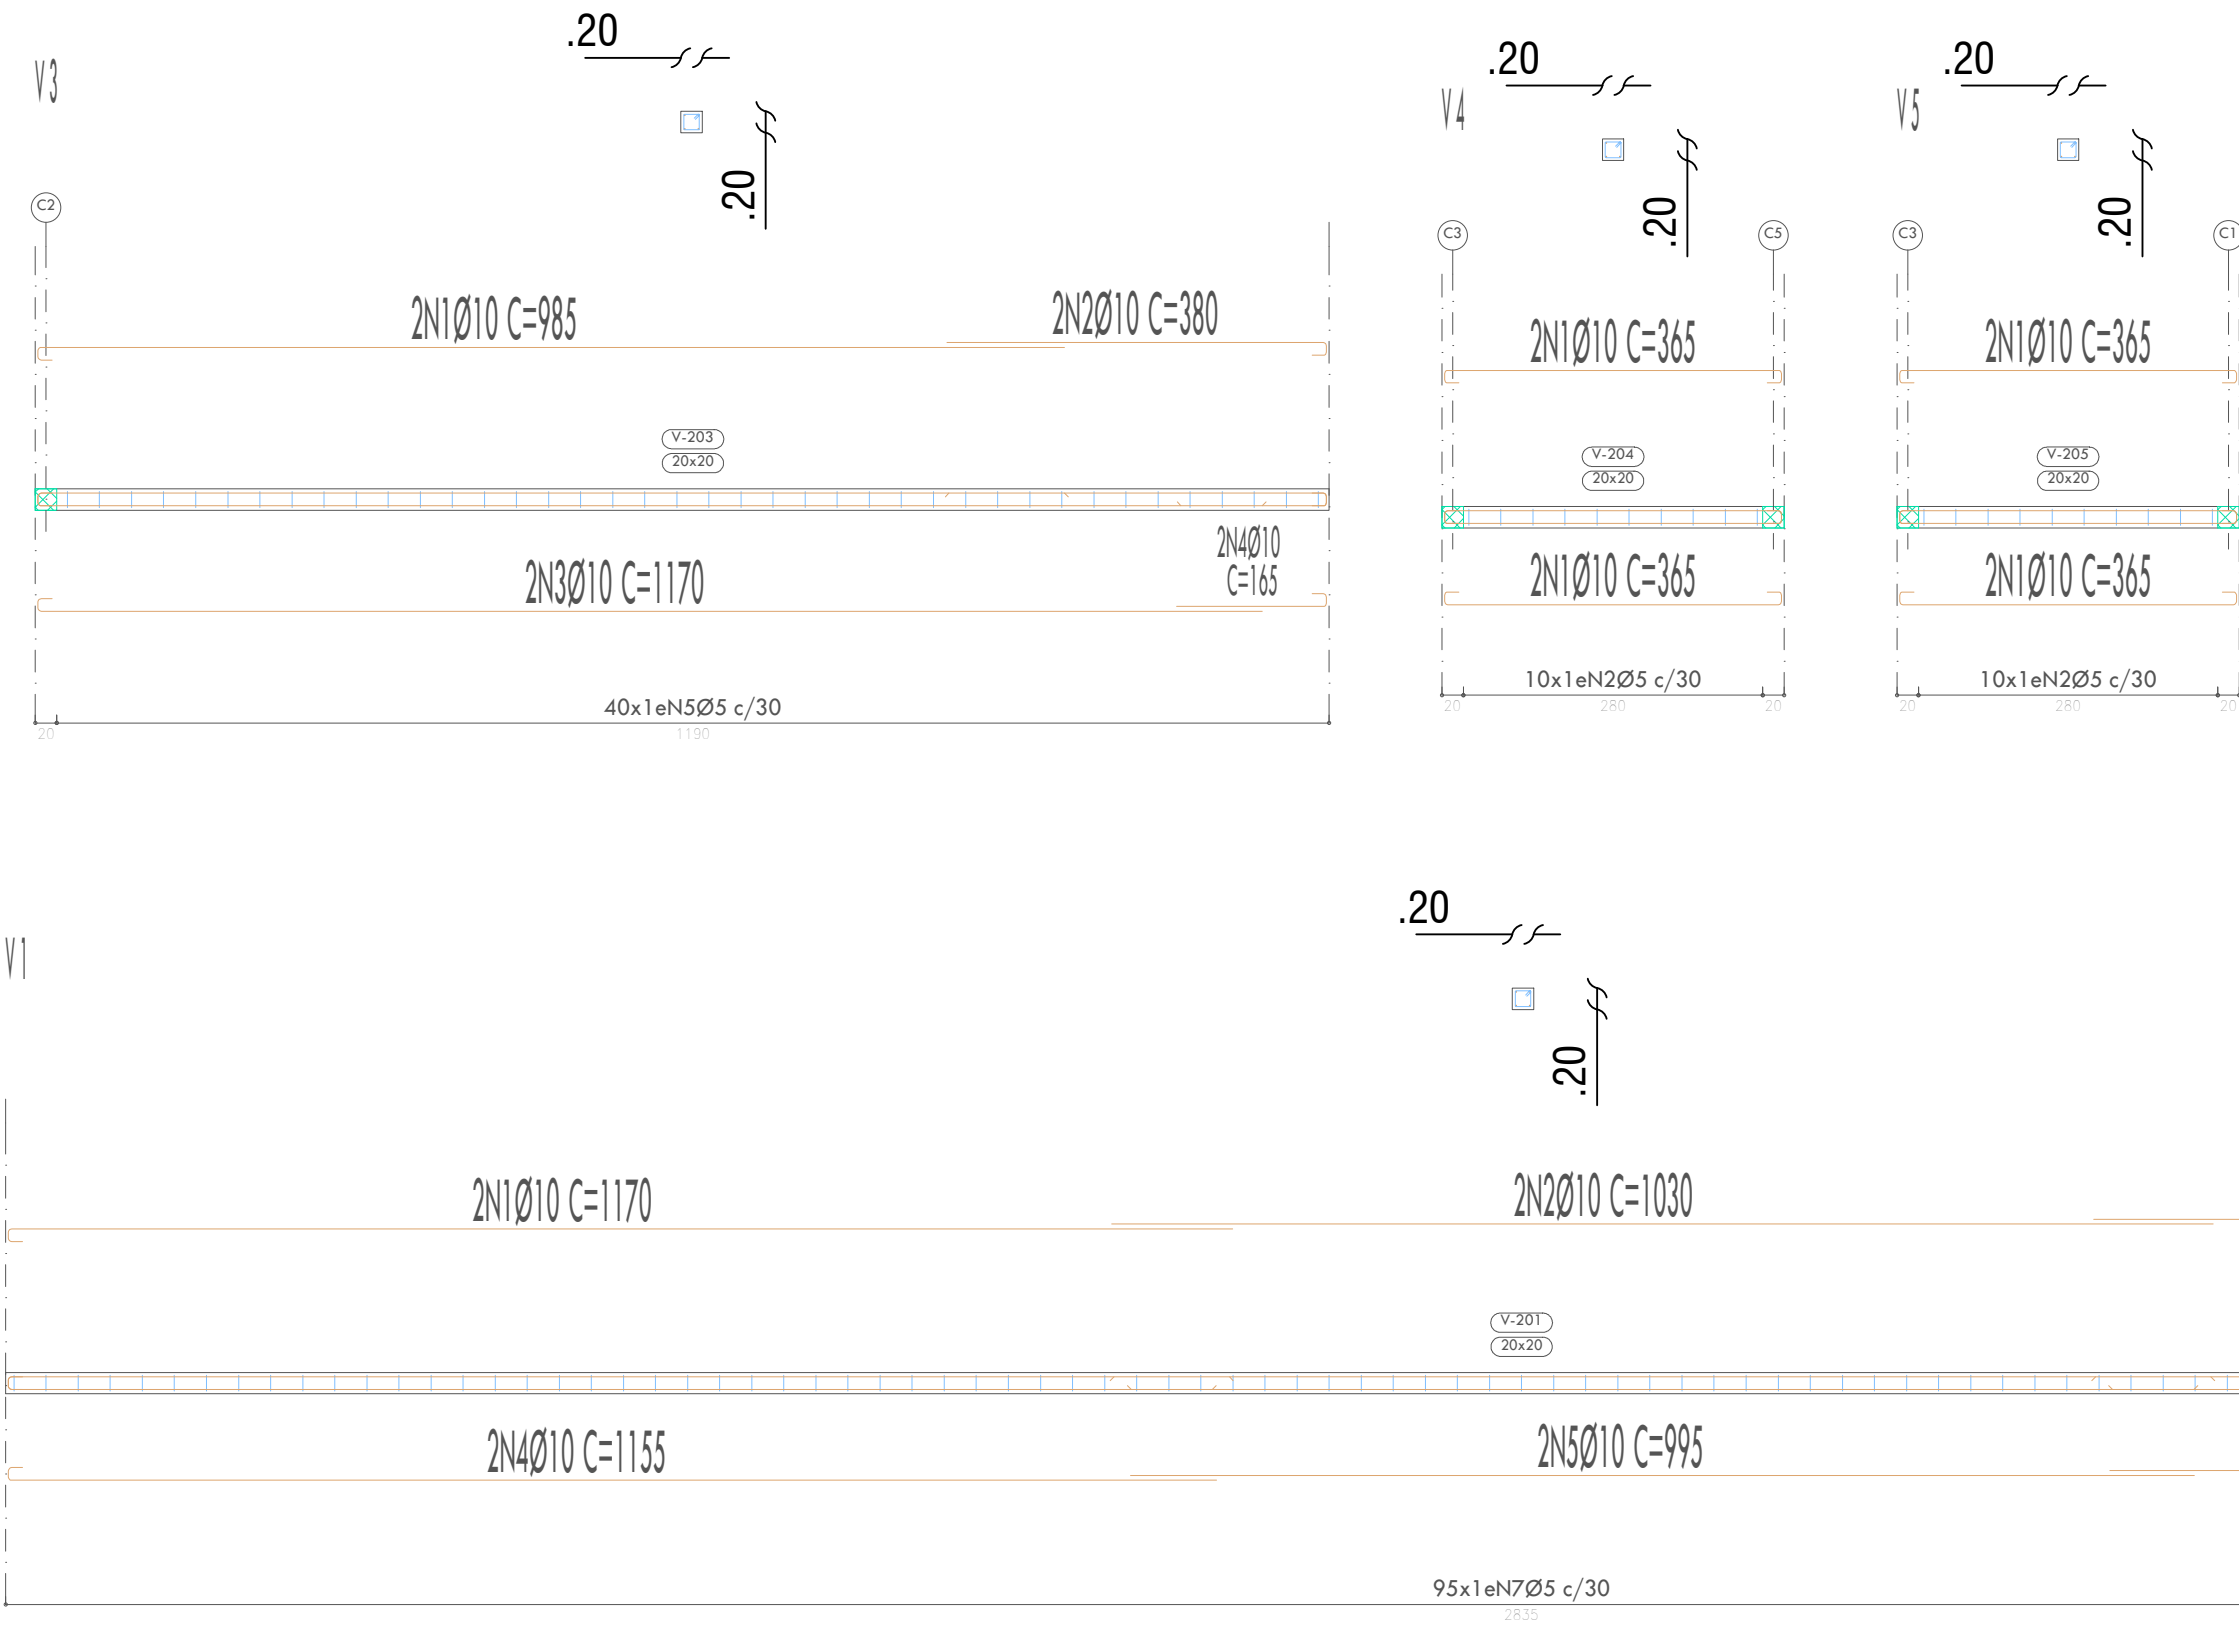 .20
V3
.20
C2
2N1Ø10 C=985
2N2Ø10 C=380
V-203
20x20
2N4Ø10
C=165
2N3Ø10 C=1170
40x1eN5Ø5 c/30
20
1190
.20
V4
.20
C3
C5
2N1Ø10 C=365
V-204
20x20
2N1Ø10 C=365
10x1eN2Ø5 c/30
20
280
20
.20
V5
.20
C3
C1
2N1Ø10 C=365
V-205
20x20
2N1Ø10 C=365
10x1eN2Ø5 c/30
20
280
20
.20
V1
.20
2N1Ø10 C=1170
2N2Ø10 C=1030
V-201
20x20
2N4Ø10 C=1155
2N5Ø10 C=995
95x1eN7Ø5 c/30
2835